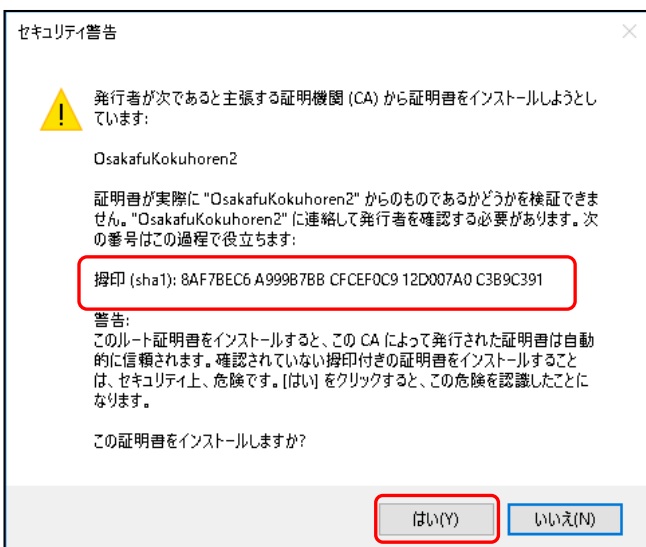 セキュリティ警告
発行者が次であると主張する証明機関 (CA) から証明書をインストールしようとし
ています:
OsakafuKokuhoren2
証明書が実際に "OsakafuKokuhoren2" からのものであるかどうかを検証できま
せん。"OsakafuKokuhoren2" に連絡して発行者を確認する必要があります。次
の番号はこの過程で役立ちます:
拇印 (sha1): 8AF7BEC6 A999B7BB CFCEF0C9 12D007A0 C3B9C391
警告:
このルート証明書をインストールすると、この CA によって発行された証明書は自動
的に信頼されます。確認されていない拇印付きの証明書をインストールすること
は、セキュリティ上、危険です。[はい] をクリックすると、この危険を認識したことに
なります。
この証明書をインストールしますか?
はい(Y)
いいえ(N)